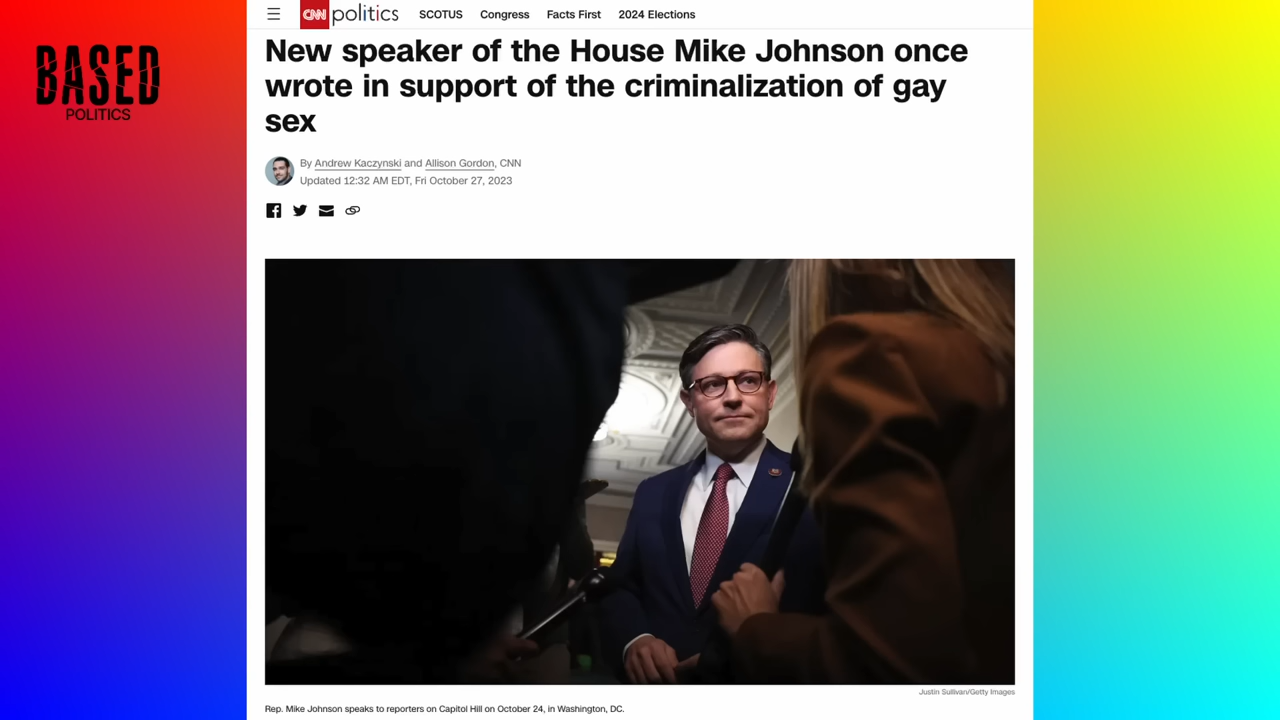 BASED
POLITICS
CNN politics SCOTUS Congress Facts First 2024 Elections
New speaker of the House Mike Johnson once
wrote in support of the criminalization of gay
sex
By Andrew Kaczynski and Allison Gordon, CNN
Updated 12:32 AM EDT, Fri October 27, 2023
Justin Sullivan/Getty Images
Rep. Mike Johnson speaks to reporters on Capitol Hill on October 24, in Washington, DC.